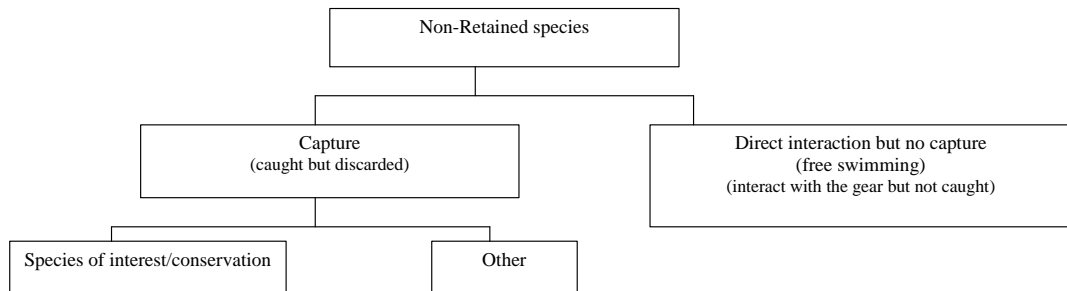 Non-Retained species
Capture
(caught but discarded)
Direct interaction but no capture
(free swimming)
(interact with the gear but not caught)
Species of interest/conservation
Other